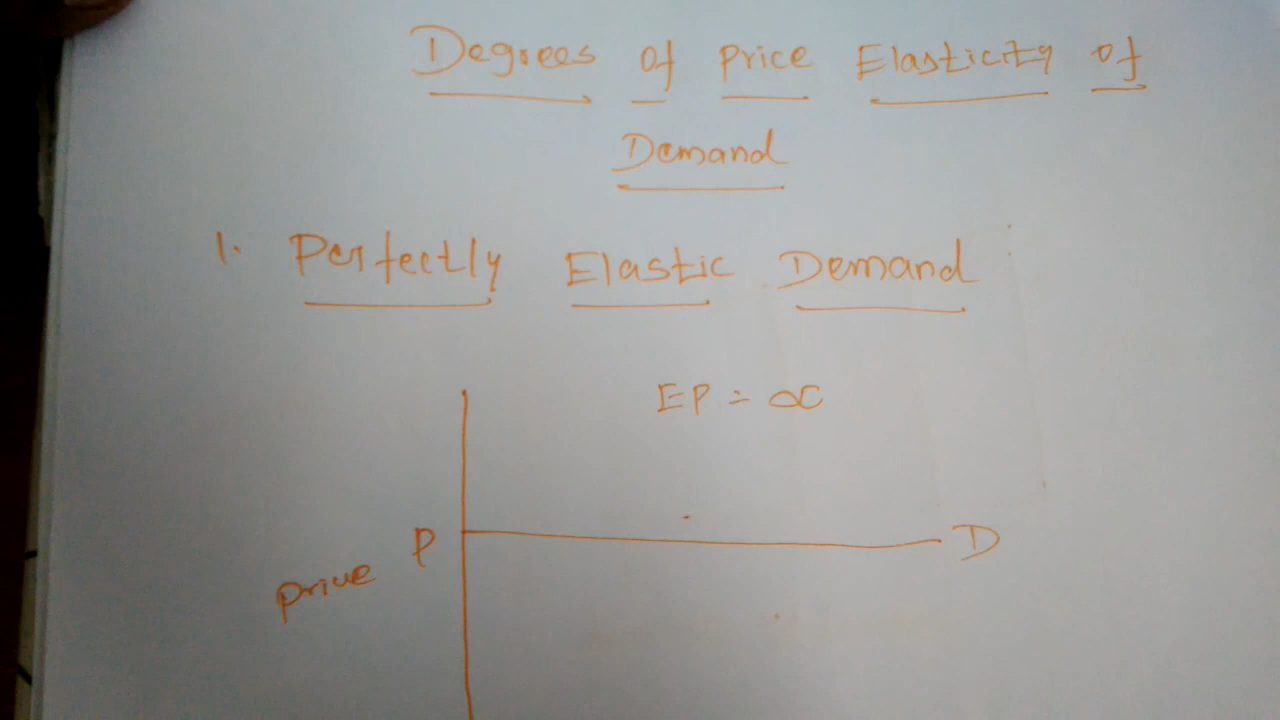 Degrees of Price Elasticity of
Demand
1. Perfectly Elastic Demand
EP = ∝
P
D
Price